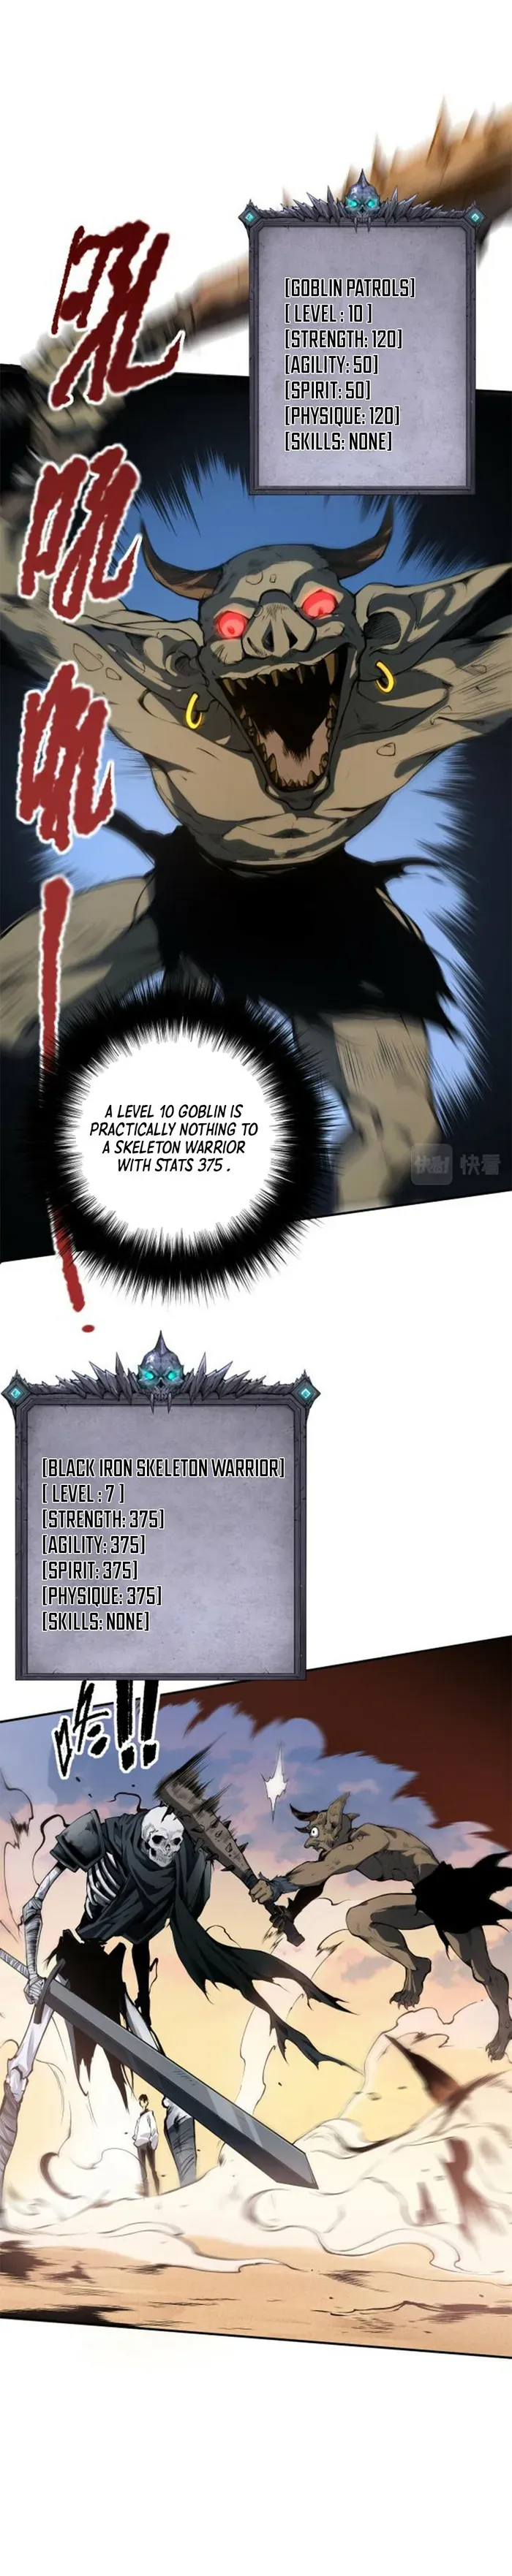 [GOBLIN PATROLS]
[ LEVEL : 10 ]
[STRENGTH: 120]
[AGILITY: 50]
[SPIRIT: 50]
[PHYSIQUE: 120]
[SKILLS: NONE]
吼
吼
吼
A LEVEL 10 GOBLIN IS
PRACTICALLY NOTHING TO
A SKELETON WARRIOR
WITH STATS 375 .
快看
快看
[BLACK IRON SKELETON WARRIOR]
[ LEVEL : 7 ]
[STRENGTH: 375]
[AGILITY: 375]
[SPIRIT: 375]
[PHYSIQUE: 375]
[SKILLS: NONE]
咚!!